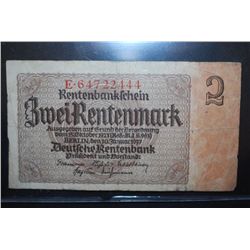 E·64722444
Rentenbankschein
Zwei Rentenmark
2
Ausgegeben auf Grund der Verordnung
BERLIN, den 30. Januar 1937
Deutsche Rentenbank